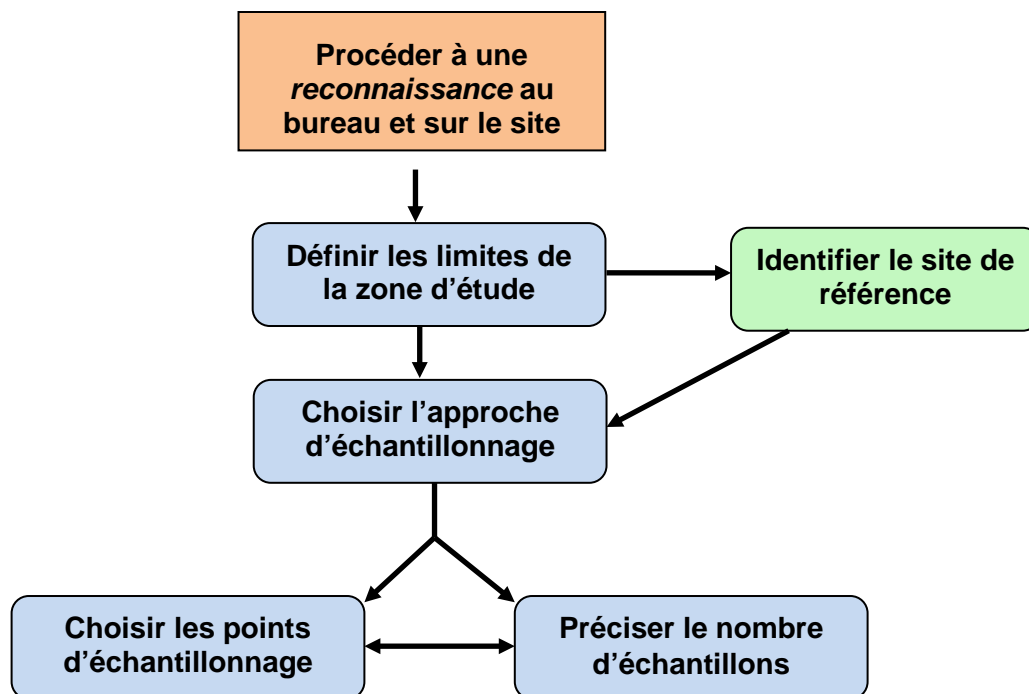 Procéder à une
reconnaissance au
bureau et sur le site
Définir les limites de
la zone d’étude
Identifier le site de
référence
Choisir l’approche
d’échantillonnage
Choisir les points
d’échantillonnage
Préciser le nombre
d’échantillons